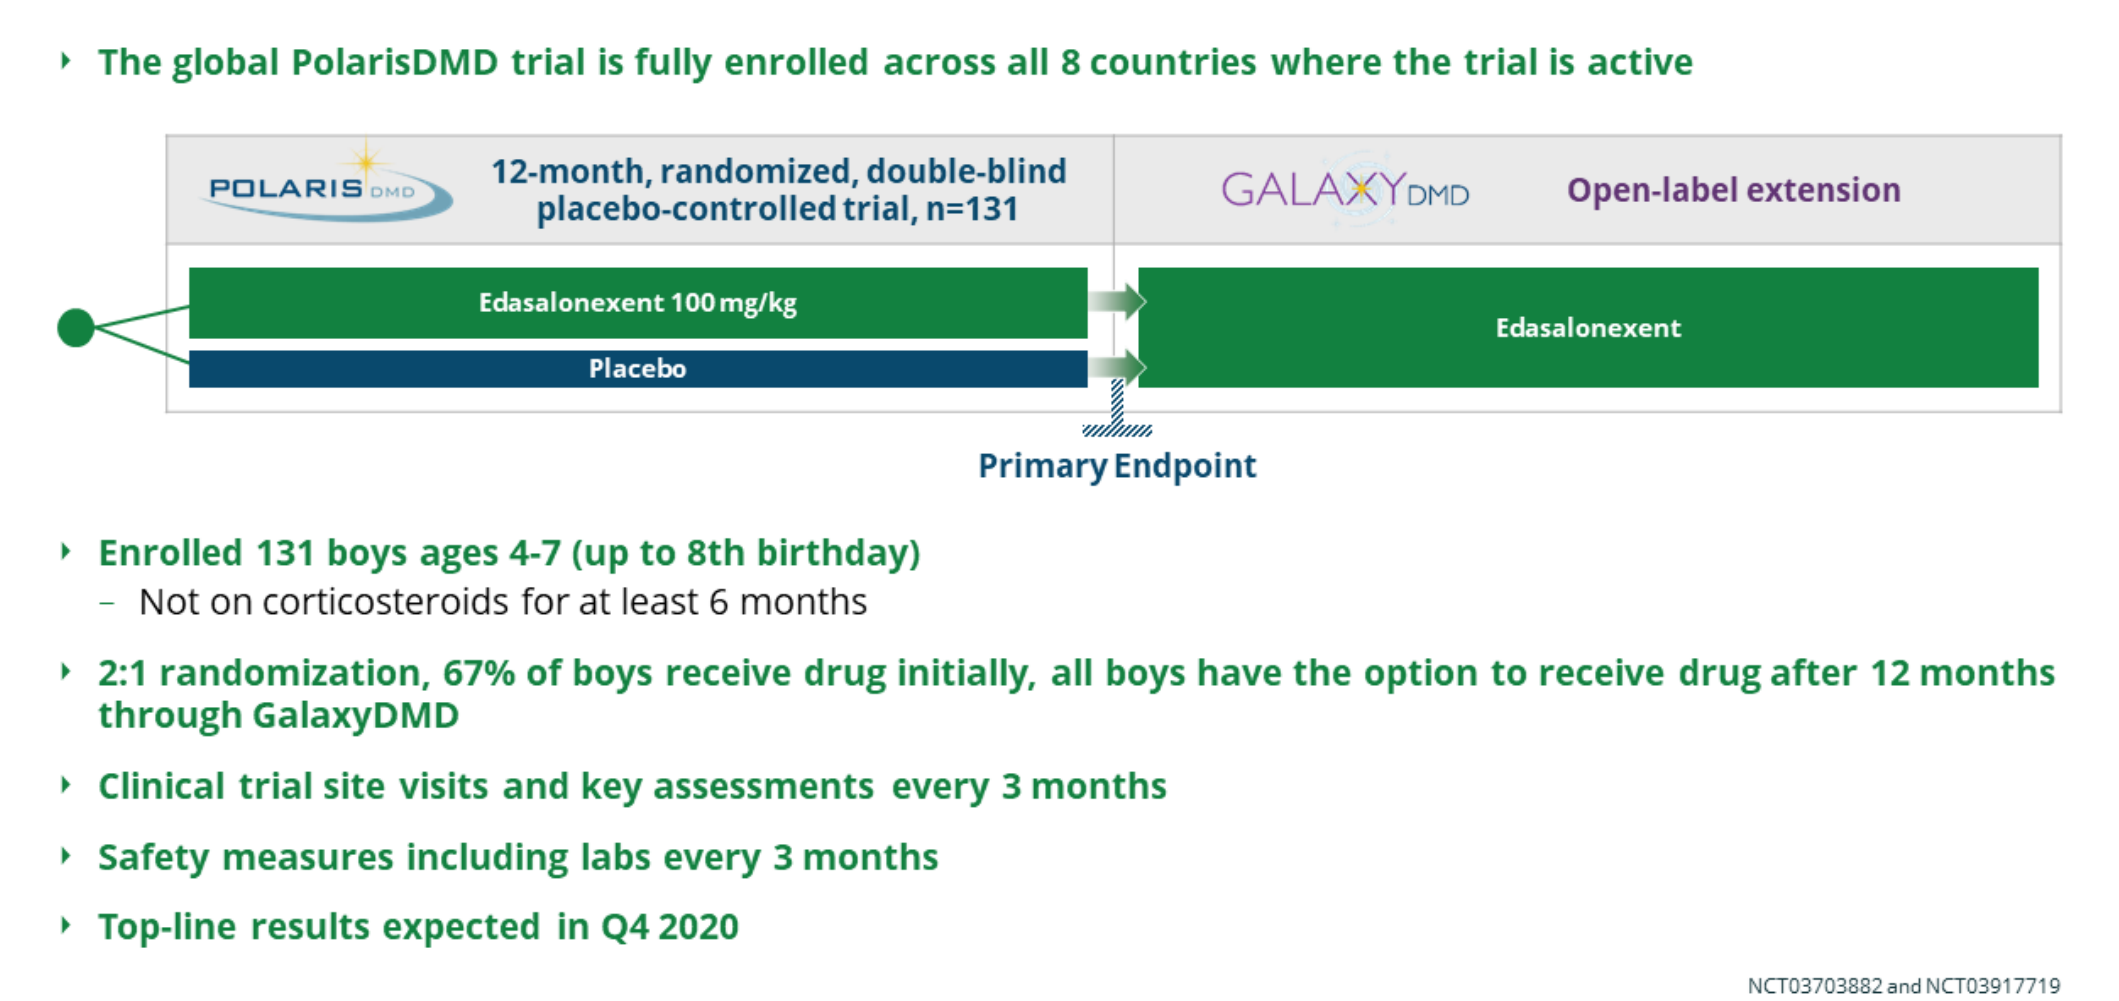 The global PolarisDMD trial is fully enrolled across all 8 countries where the trial is active
POLARIS DMD
12-month, randomized, double-blind
placebo-controlled trial, n=131
GALAXY DMD
Open-label extension
Edasalonexent 100 mg/kg
Placebo
Edasalonexent
Primary Endpoint
Enrolled 131 boys ages 4-7 (up to 8th birthday)
– Not on corticosteroids for at least 6 months
2:1 randomization, 67% of boys receive drug initially, all boys have the option to receive drug after 12 months
through GalaxyDMD
Clinical trial site visits and key assessments every 3 months
Safety measures including labs every 3 months
Top-line results expected in Q4 2020
NCT03703882 and NCT03917719